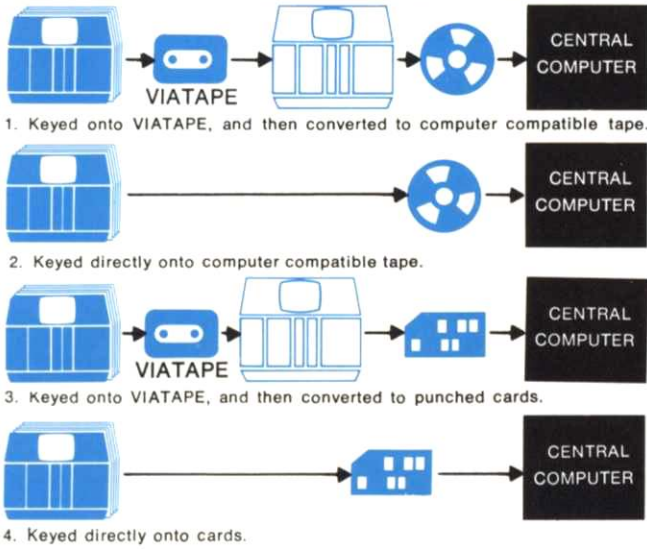 CENTRAL
COMPUTER
VIATAPE
1. Keyed onto VIATAPE, and then converted to computer compatible tape.
CENTRAL
COMPUTER
2. Keyed directly onto computer compatible tape.
CENTRAL
COMPUTER
VIATAPE
3. Keyed onto VIATAPE, and then converted to punched cards.
CENTRAL
COMPUTER
4. Keyed directly onto cards.